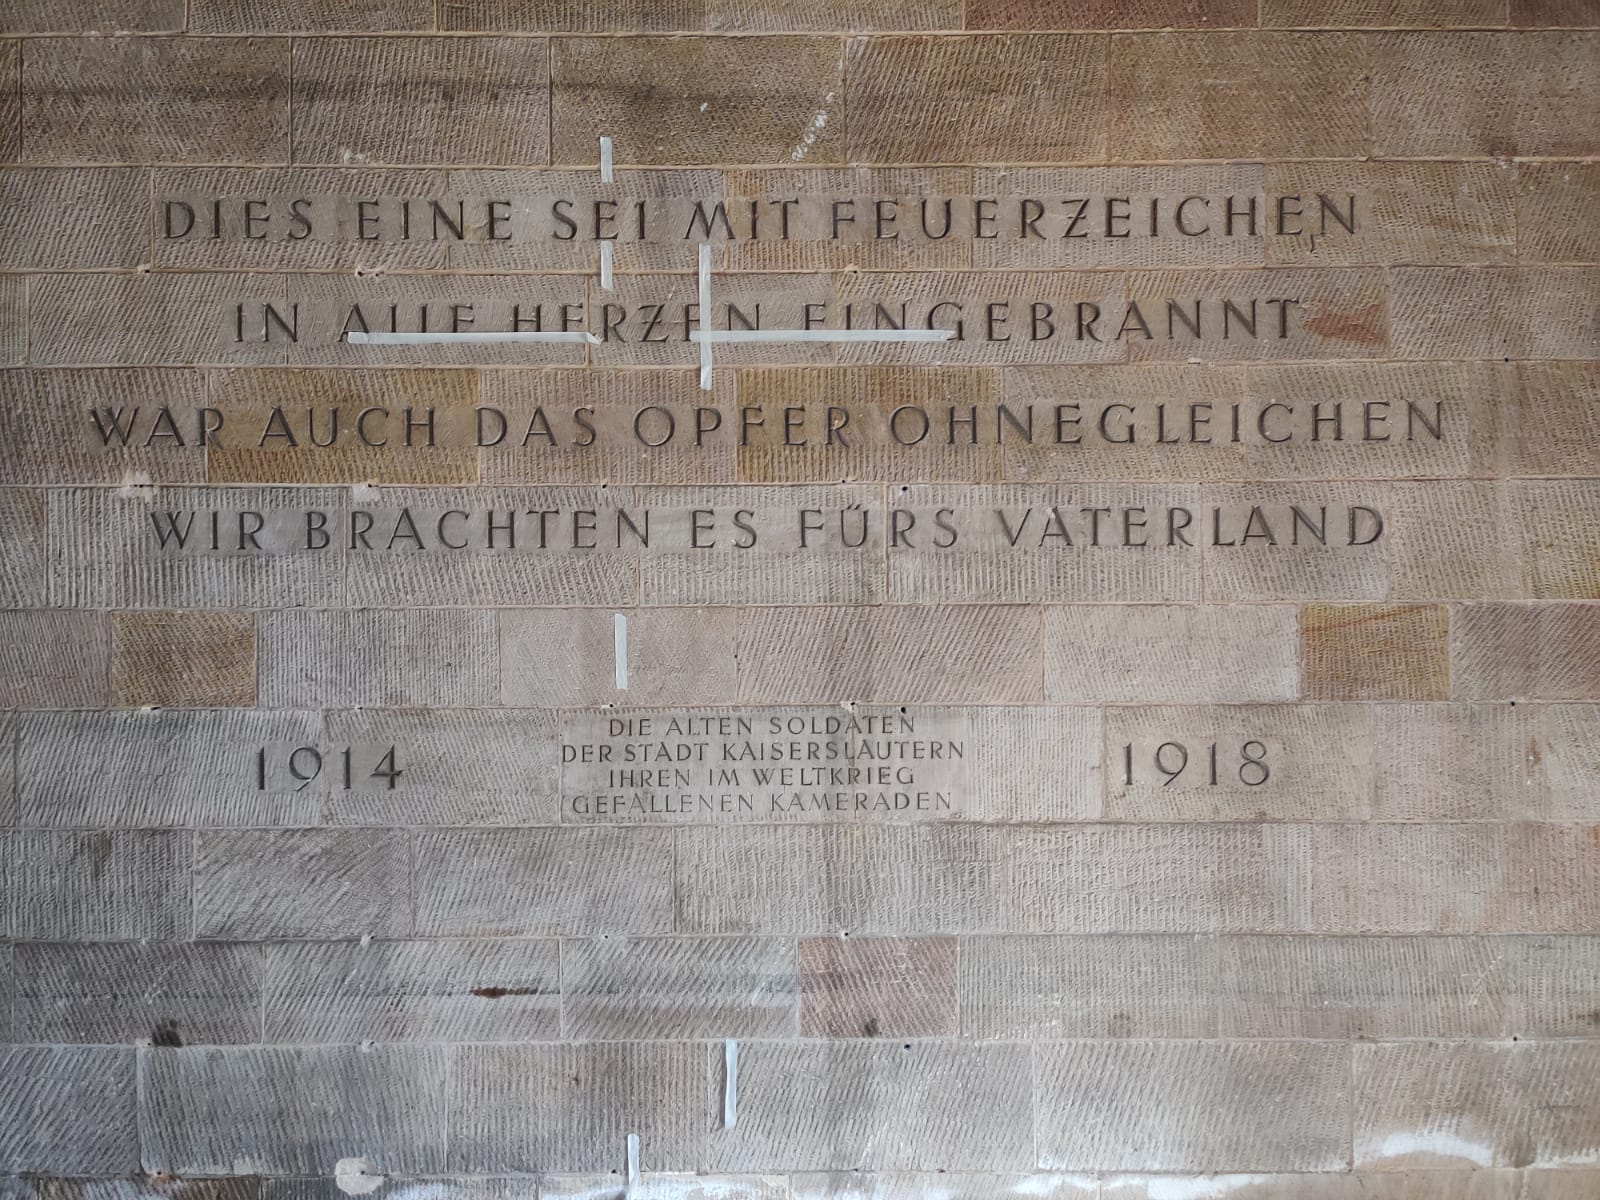 DIES EINE SEI MIT FEUERZEICHEN
IN ALLE HERZEN EINGEBRANNT
WAR AUCH DAS OPFER OHNEGLEICHEN
WIR BRACHTEN ES FÜRS VATERLAND
1914
DIE ALTEN SOLDATEN
DER STADT KAISERSLAUTERN
IHREN IM WELTKRIEG
GEFALLENEN KAMERADEN
1918